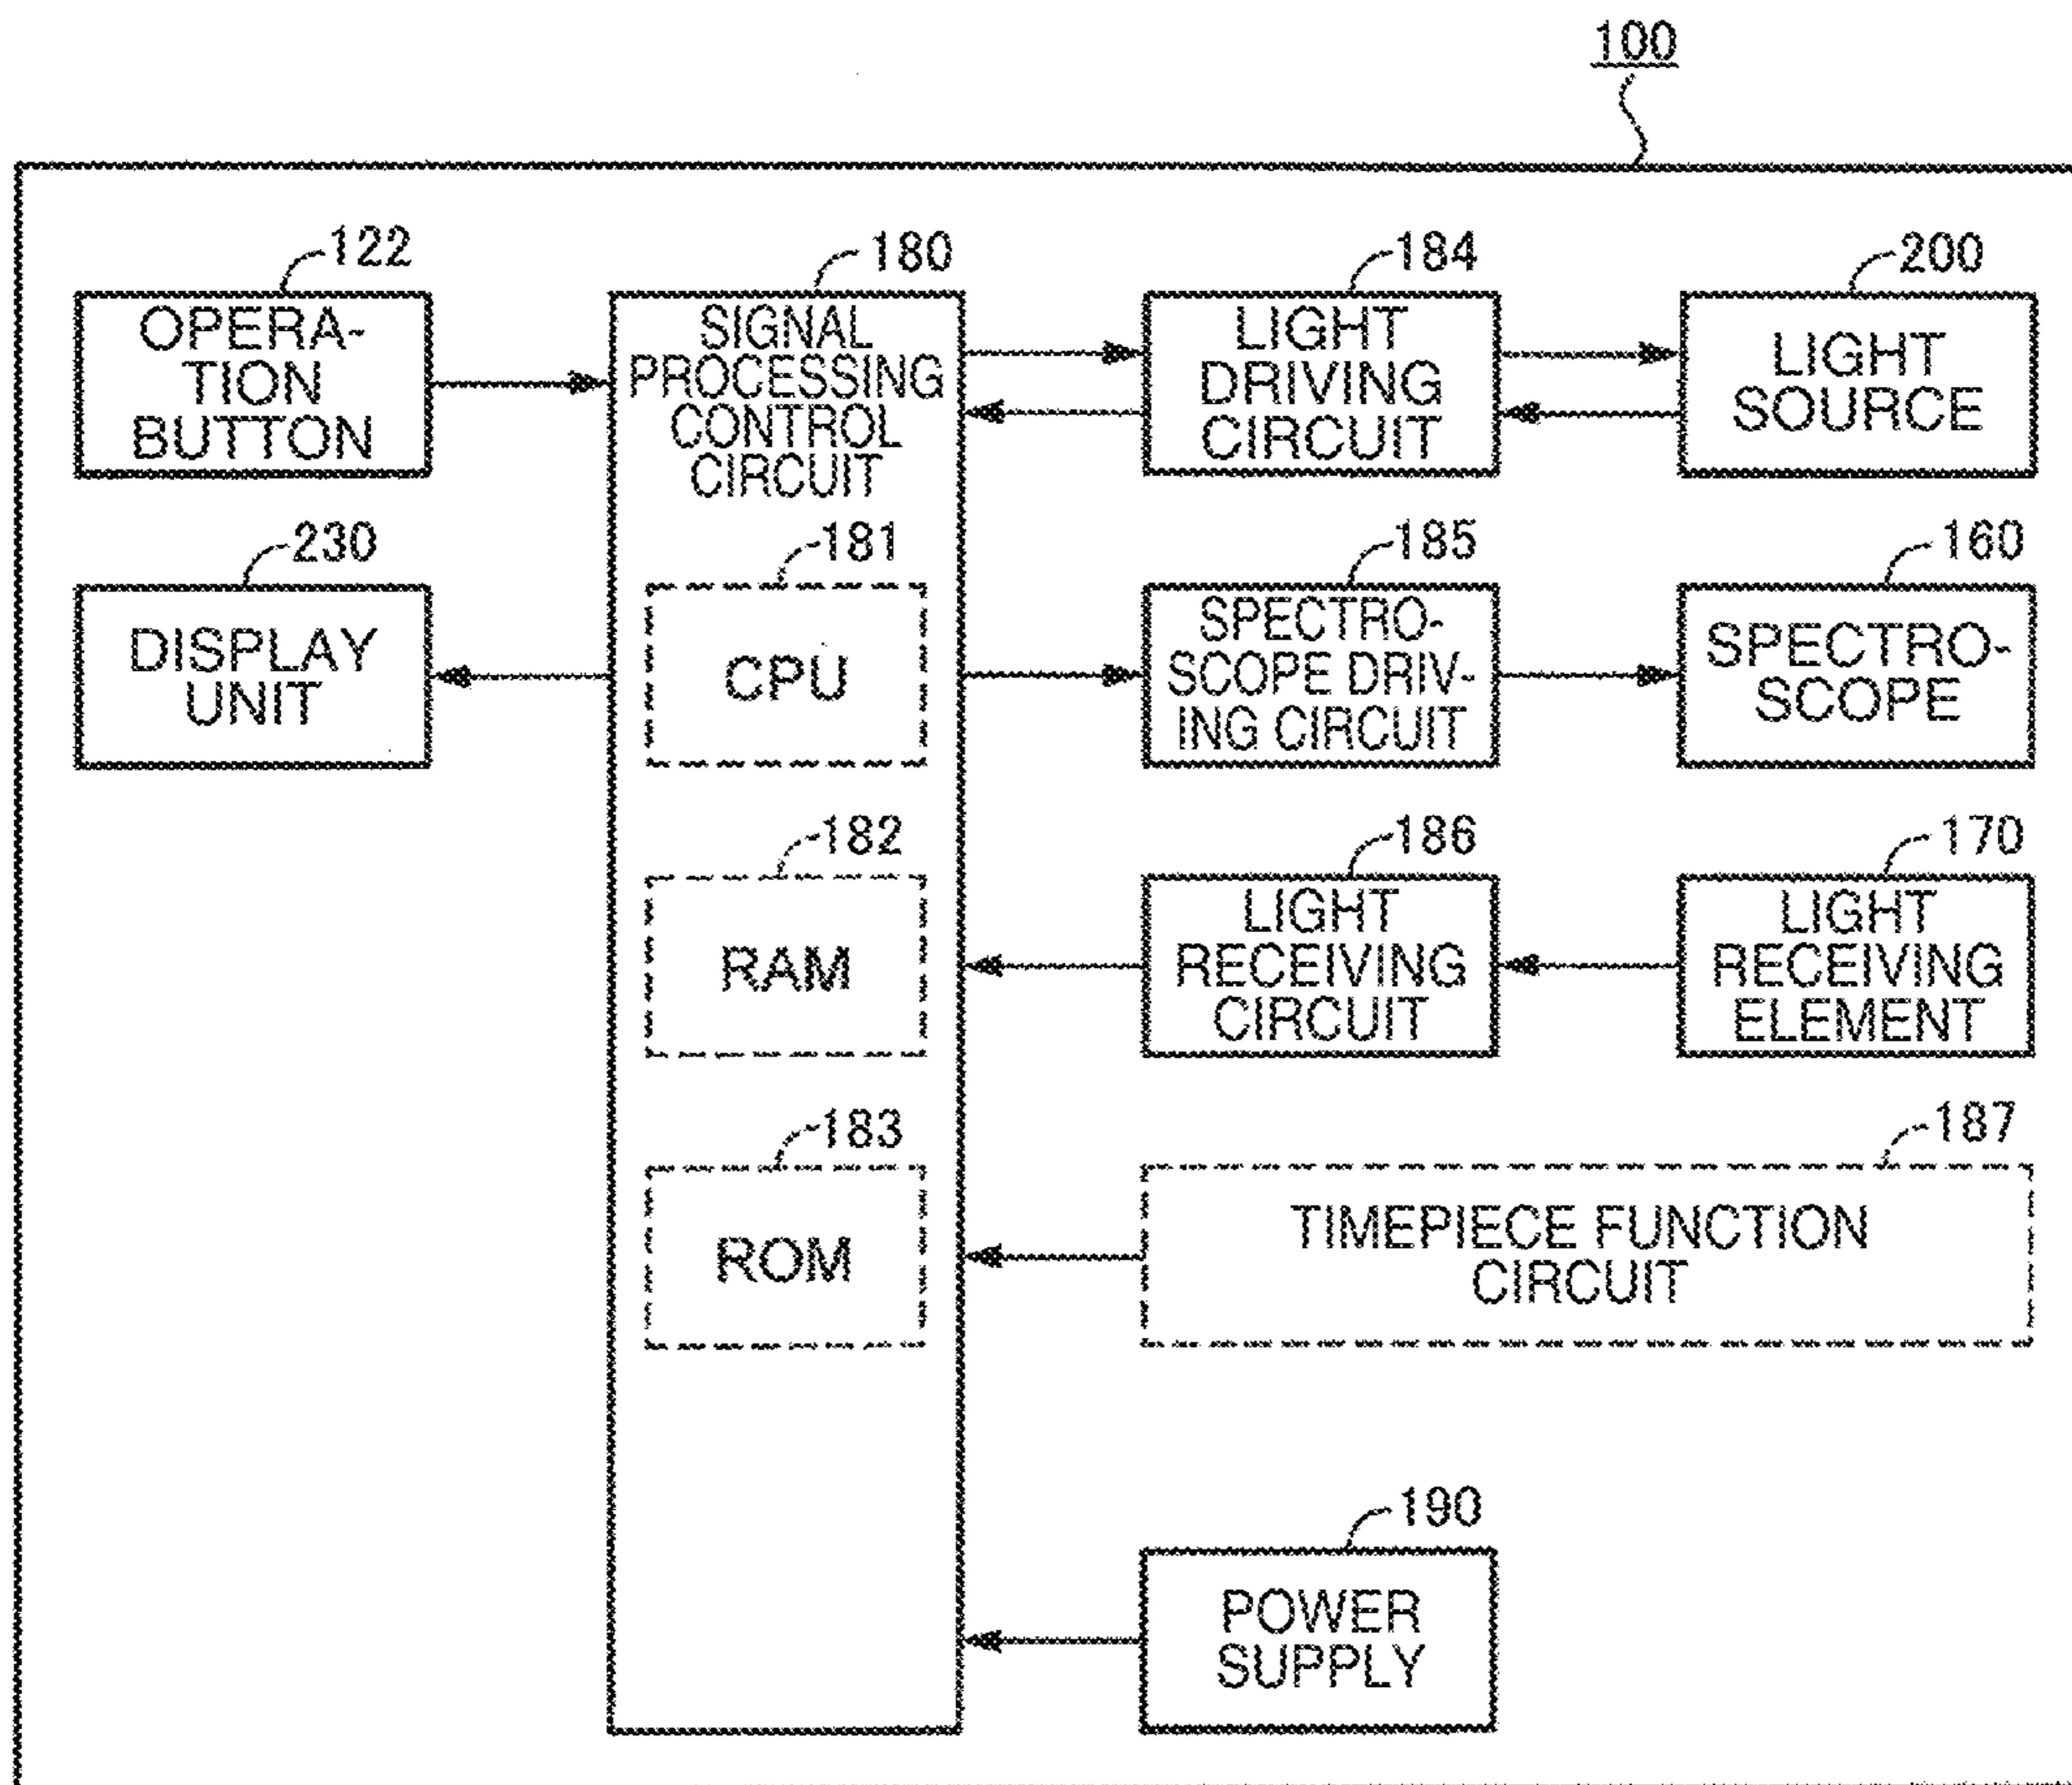 100
122
180
184
200
OPERA-
TION
BUTTON
SIGNAL
PROCESSING
CONTROL
CIRCUIT
LIGHT
DRIVING
CIRCUIT
LIGHT
SOURCE
230
181
185
160
DISPLAY
UNIT
CPU
SPECTRO-
SCOPE DRIV-
ING CIRCUIT
SPECTRO-
SCOPE
182
186
170
RAM
LIGHT
RECEIVING
CIRCUIT
LIGHT
RECEIVING
ELEMENT
183
187
ROM
TIMEPIECE FUNCTION
CIRCUIT
190
POWER
SUPPLY